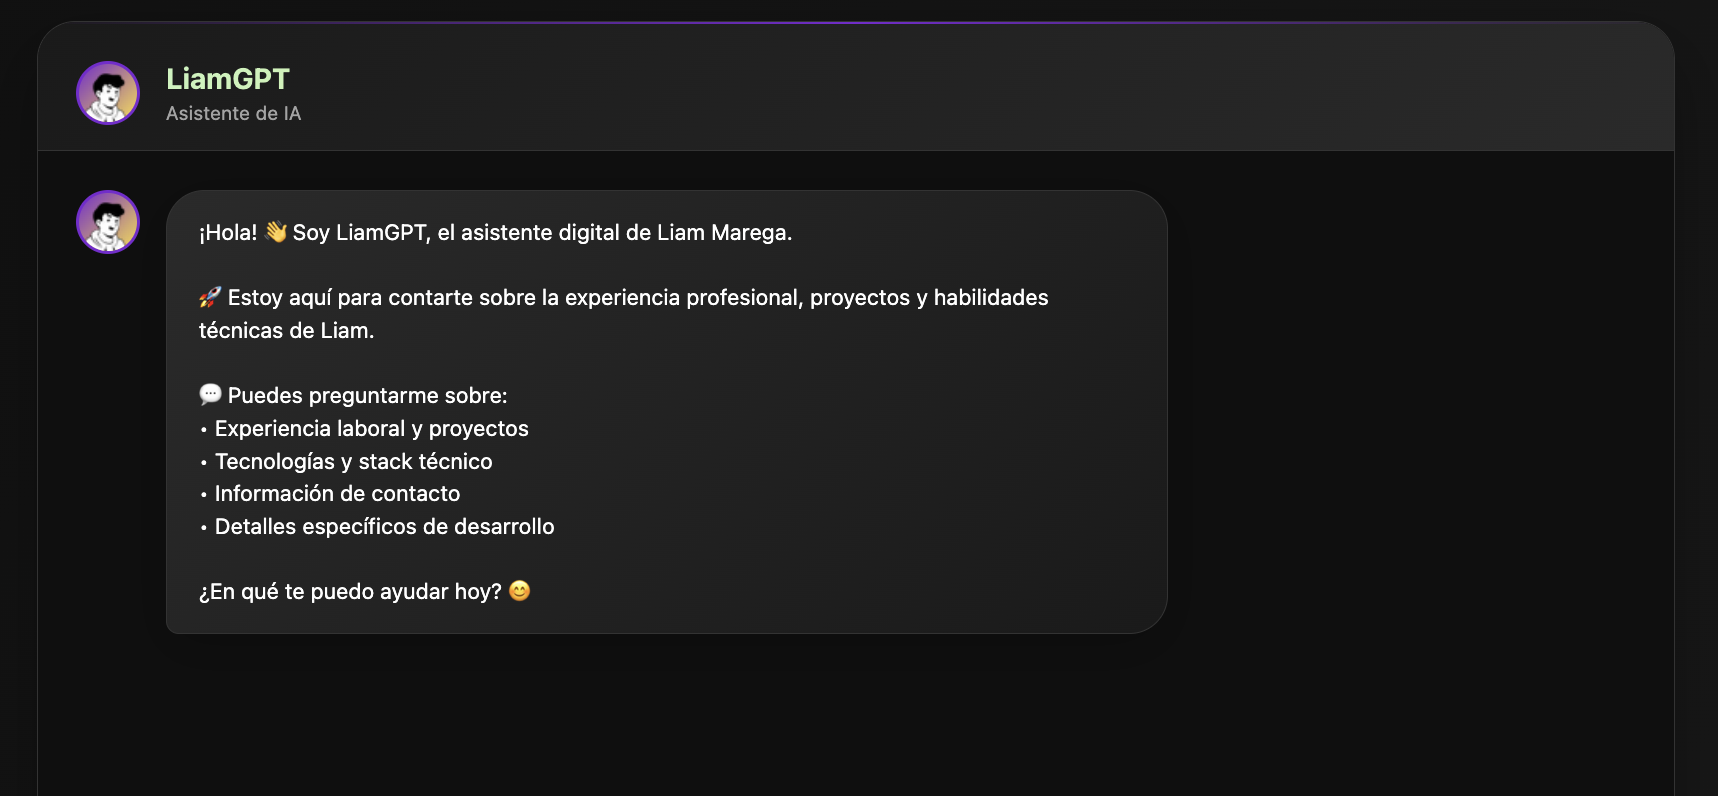 LiamGPT
Asistente de IA
¡Hola! 👋 Soy LiamGPT, el asistente digital de Liam Marega.
🚀 Estoy aquí para contarte sobre la experiencia profesional, proyectos y habilidades
técnicas de Liam.
💬 Puedes preguntarme sobre:
• Experiencia laboral y proyectos
• Tecnologías y stack técnico
• Información de contacto
• Detalles específicos de desarrollo
¿En qué te puedo ayudar hoy? 😊